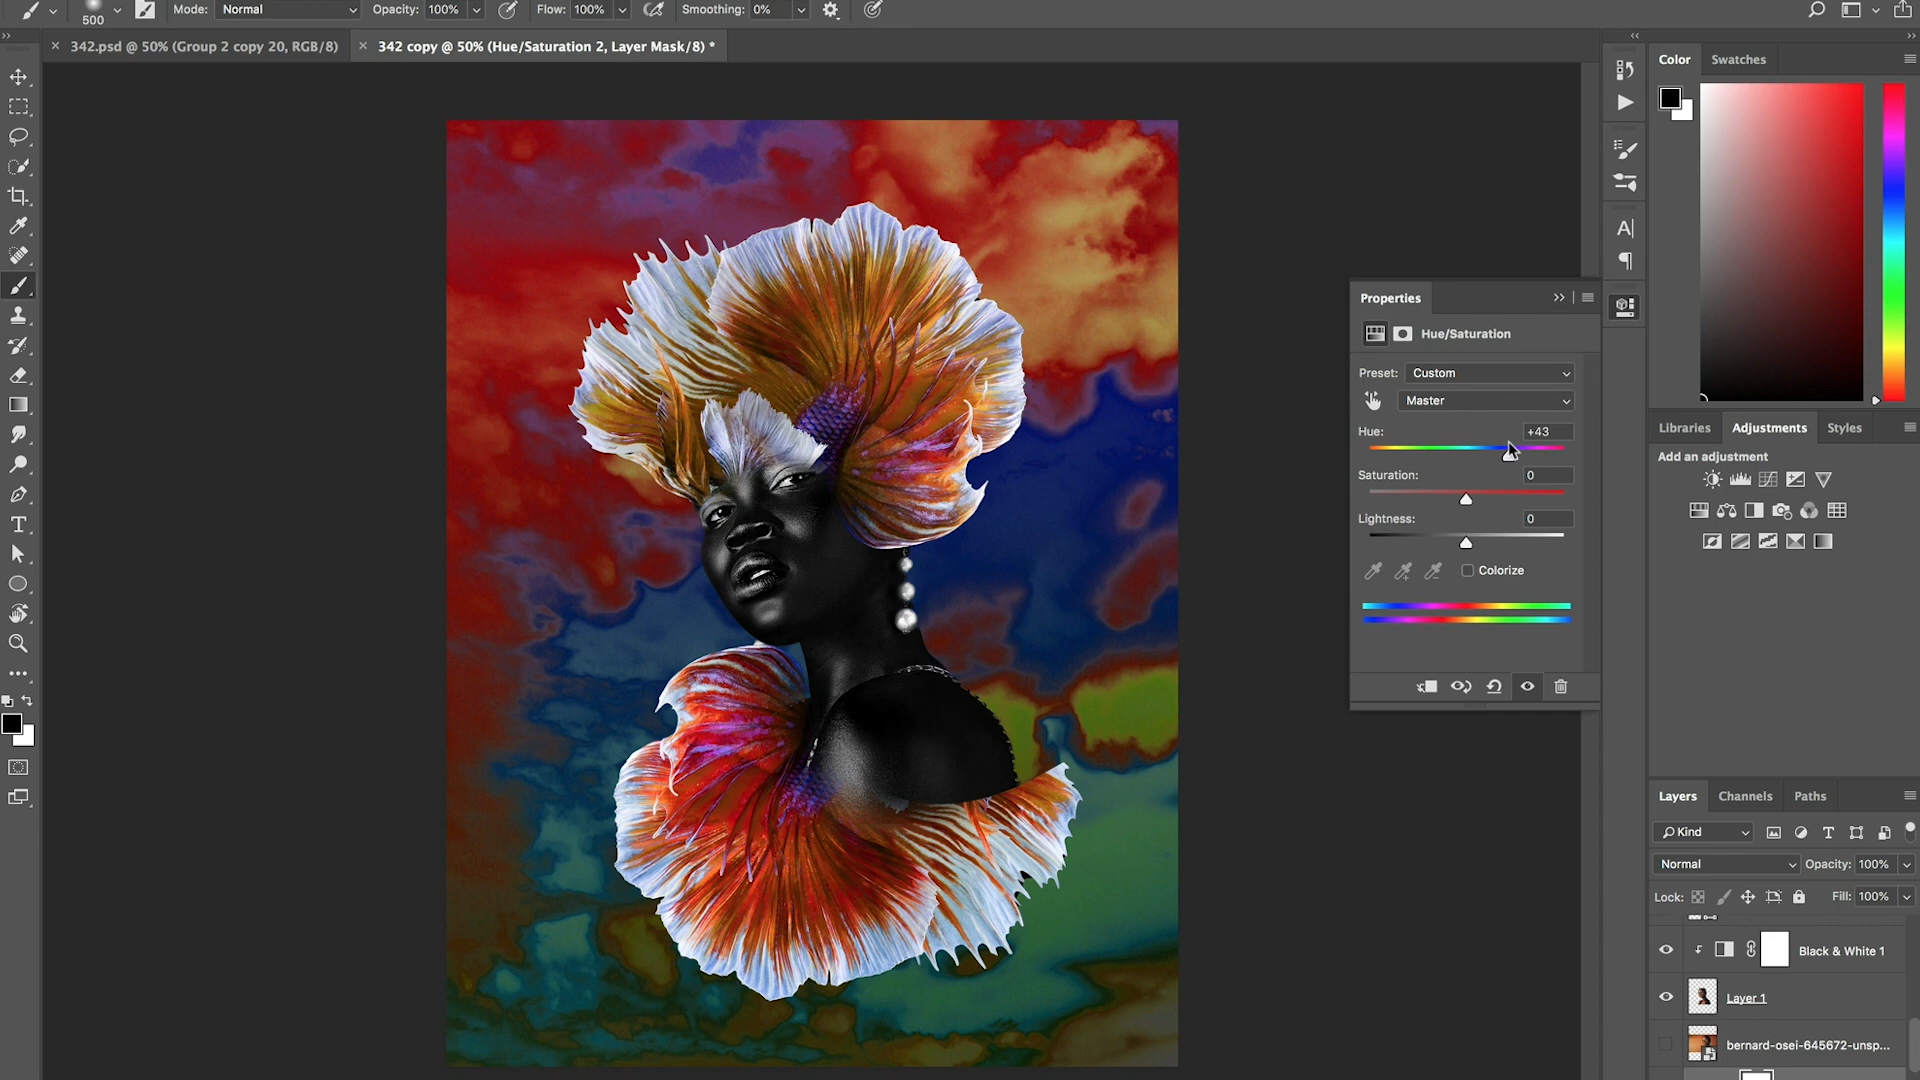 500
Mode: Normal Opacity: 100% Flow: 100% Smoothing: 0%
342.psd @ 50% (Group 2 copy 20, RGB/8)
342 copy @ 50% (Hue/Saturation 2, Layer Mask/8) *
Color Swatches
Properties
Hue/Saturation
Preset: Custom
Master
Hue: +43
Saturation: 0
Lightness: 0
Colorize
Libraries Adjustments Styles
Add an adjustment
Layers Channels Paths
Kind
Normal Opacity: 100%
Lock: Fill: 100%
Black & White 1
Layer 1
bernard-osei-645672-unsp...